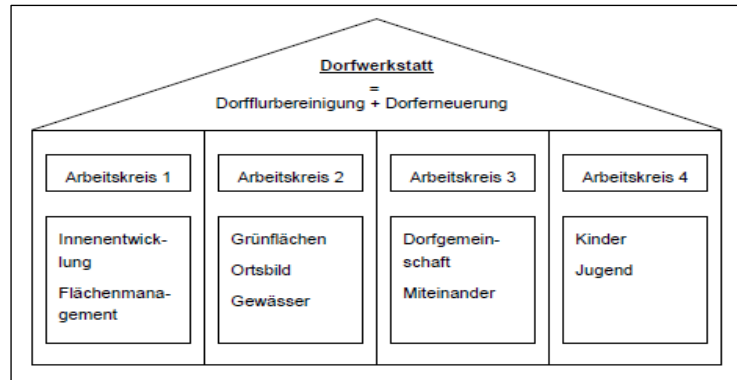 Dorfwerkstatt
=
Dorfflurbereinigung + Dorferneuerung
Arbeitskreis 1
Arbeitskreis 2
Arbeitskreis 3
Arbeitskreis 4
Innenentwick-
lung
Flächenmana-
gement
Grünflächen
Ortsbild
Gewässer
Dorfgemein-
schaft
Miteinander
Kinder
Jugend